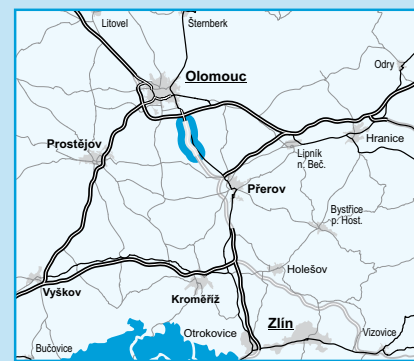 Litovel
Šternberk
Olomouc
Odry
Prostějov
Hranice
Lipník
n. Beč.
Přerov
Bystřice
p. Host.
Holešov
Vyškov
Kroměříž
Zlín
Otrokovice
Vizovice
Bučovice